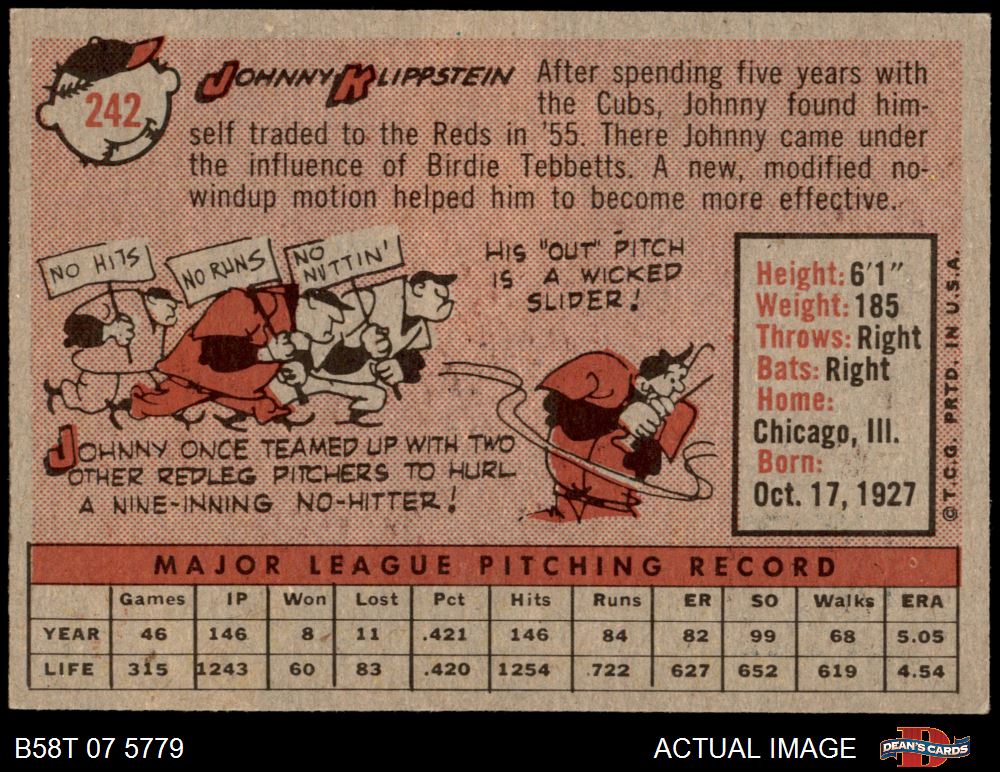 242
JOHNNY KLIPPSTEIN
After spending five years with
the Cubs, Johnny found him-
self traded to the Reds in '55. There Johnny came under
the influence of Birdie Tebbetts. A new, modified no-
windup motion helped him to become more effective.
NO HITS
NO RUNS
NO
NUTTIN'
HIS "OUT" PITCH
IS A WICKED
SLIDER!
JOHNNY ONCE TEAMED UP WITH TWO
OTHER REDLEG PITCHERS TO HURL
A NINE-INNING NO-HITTER!
Height: 6'1"
Weight: 185
Throws: Right
Bats: Right
Home:
Chicago, Ill.
Born:
Oct. 17, 1927
© T.C.G. PRTD. IN U.S.A.
MAJOR LEAGUE PITCHING RECORD
Games IP Won Lost Pct Hits Runs ER SO Walks ERA
YEAR 46 146 8 11 .421 146 84 82 99 68 5.05
LIFE 315 1243 60 83 .420 1254 722 627 652 619 4.54
B58T 07 5779
ACTUAL IMAGE
D
DEAN'S CARDS